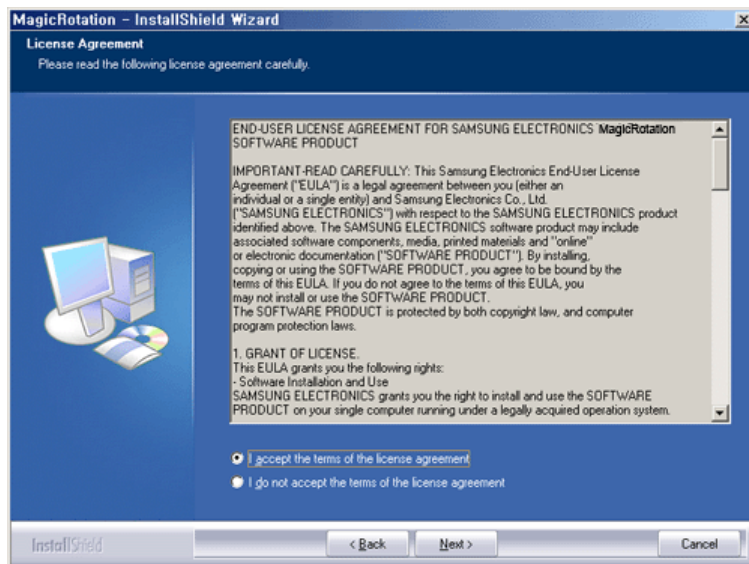 MagicRotation - InstallShield Wizard
License Agreement
Please read the following license agreement carefully.
END-USER LICENSE AGREEMENT FOR SAMSUNG ELECTRONICS MagicRotation
SOFTWARE PRODUCT
IMPORTANT-READ CAREFULLY: This Samsung Electronics End-User License
Agreement ("EULA") is a legal agreement between you (either an
individual or a single entity) and Samsung Electronics Co., Ltd.
("SAMSUNG ELECTRONICS") with respect to the SAMSUNG ELECTRONICS product
identified above. The SAMSUNG ELECTRONICS software product may include
associated software components, media, printed materials and "online"
or electronic documentation ("SOFTWARE PRODUCT"). By installing,
copying or using the SOFTWARE PRODUCT, you agree to be bound by the
terms of this EULA. If you do not agree to the terms of this EULA, you
may not install or use the SOFTWARE PRODUCT.
The SOFTWARE PRODUCT is protected by both copyright law, and computer
program protection laws.
1. GRANT OF LICENSE.
This EULA grants you the following rights:
- Software Installation and Use
SAMSUNG ELECTRONICS grants you the right to install and use the SOFTWARE
PRODUCT on your single computer running under a legally acquired operation system.
I accept the terms of the license agreement
I do not accept the terms of the license agreement
InstallShield
< Back
Next >
Cancel